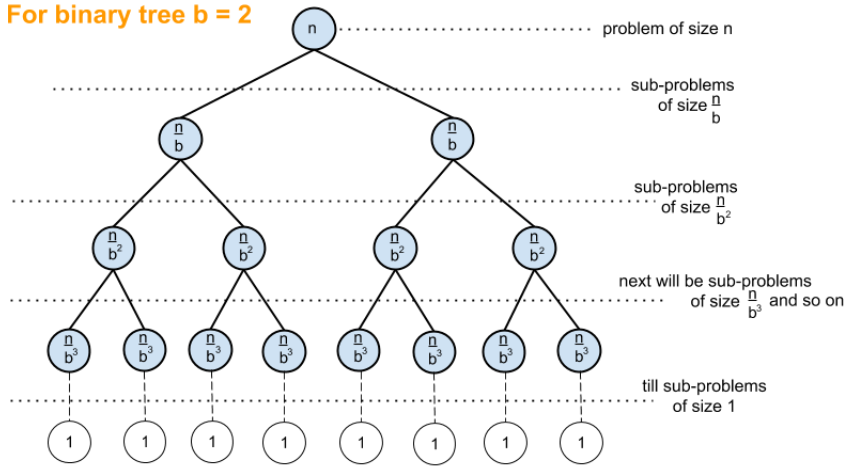 For binary tree b = 2
n
problem of size n
sub-problems
of size n/b
n/b n/b
sub-problems
of size n/b²
n/b² n/b² n/b² n/b²
next will be sub-problems
of size n/b³ and so on
n/b³ n/b³ n/b³ n/b³ n/b³ n/b³ n/b³ n/b³
till sub-problems
of size 1
1 1 1 1 1 1 1 1